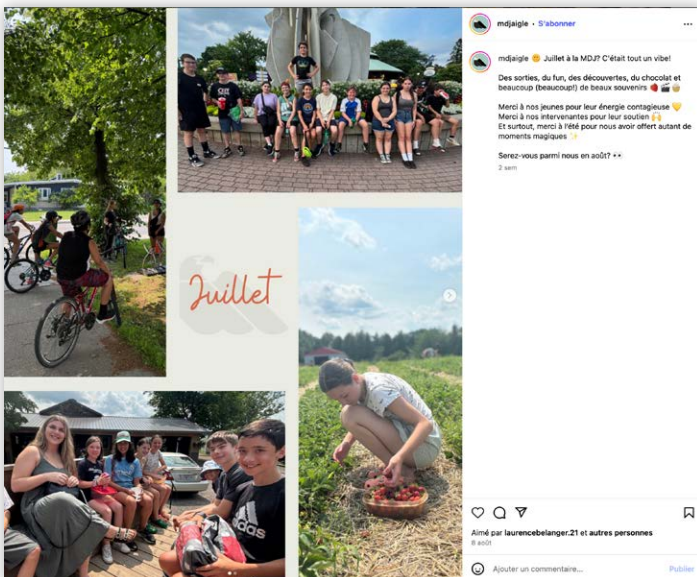 mdjaigle • S'abonner
mdjaigle 🤭 Juillet à la MDJ? C'était tout un vibe!
Des sorties, du fun, des découvertes, du chocolat et
beaucoup (beaucoup!) de beaux souvenirs 🍓🎬🍿
Merci à nos jeunes pour leur énergie contagieuse 💛
Merci à nos intervenantes pour leur soutien 🙌
Et surtout, merci à l'été pour nous avoir offert autant de
moments magiques ✨
Serez-vous parmi nous en août? 👀
2 sem
Juillet
adidas
Aimé par laurencebelanger.21 et autres personnes
8 août
Ajouter un commentaire...
Publier